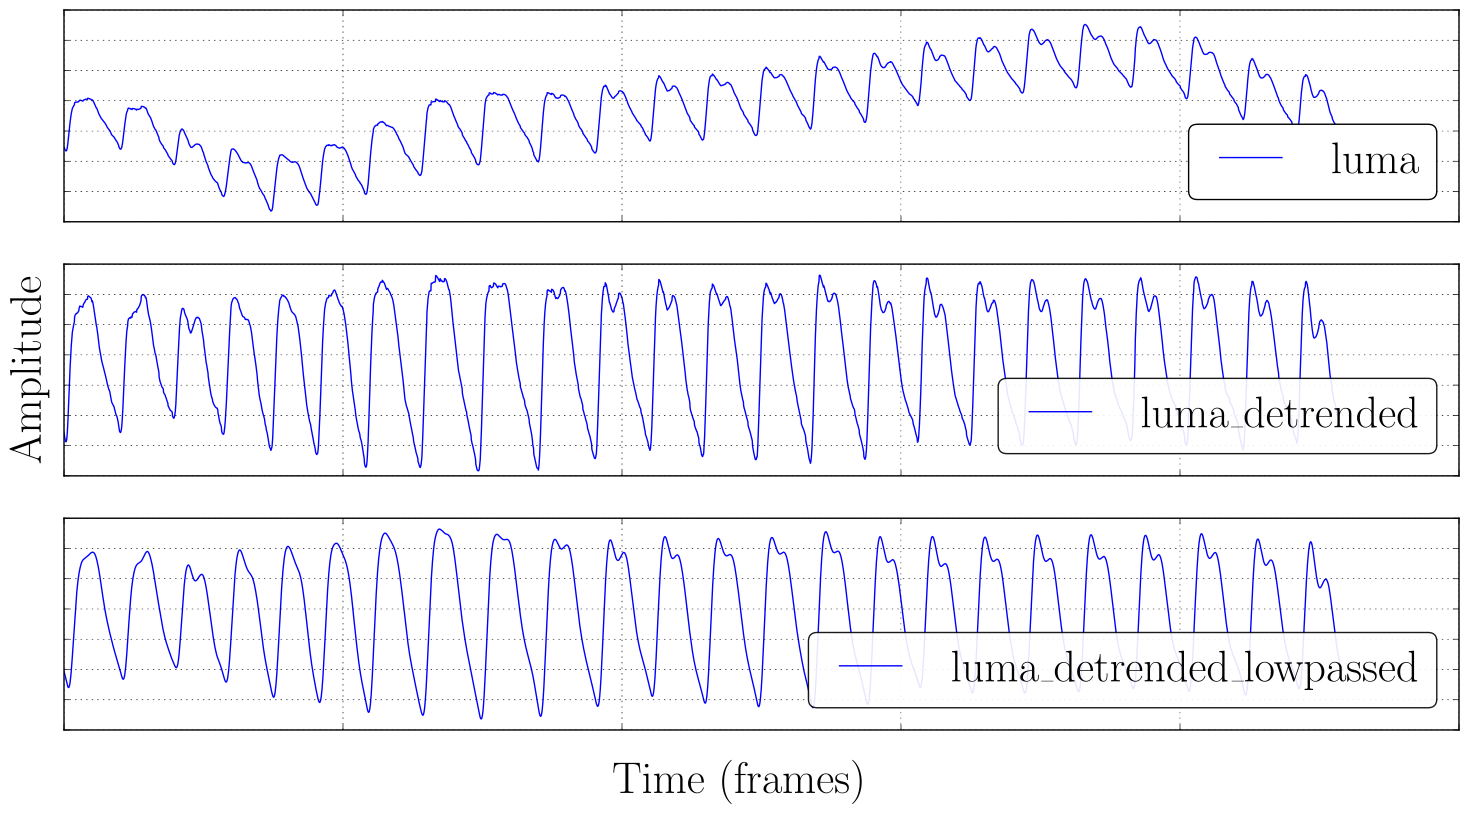 luma
Amplitude
luma_detrended
luma_detrended_lowpassed
Time (frames)